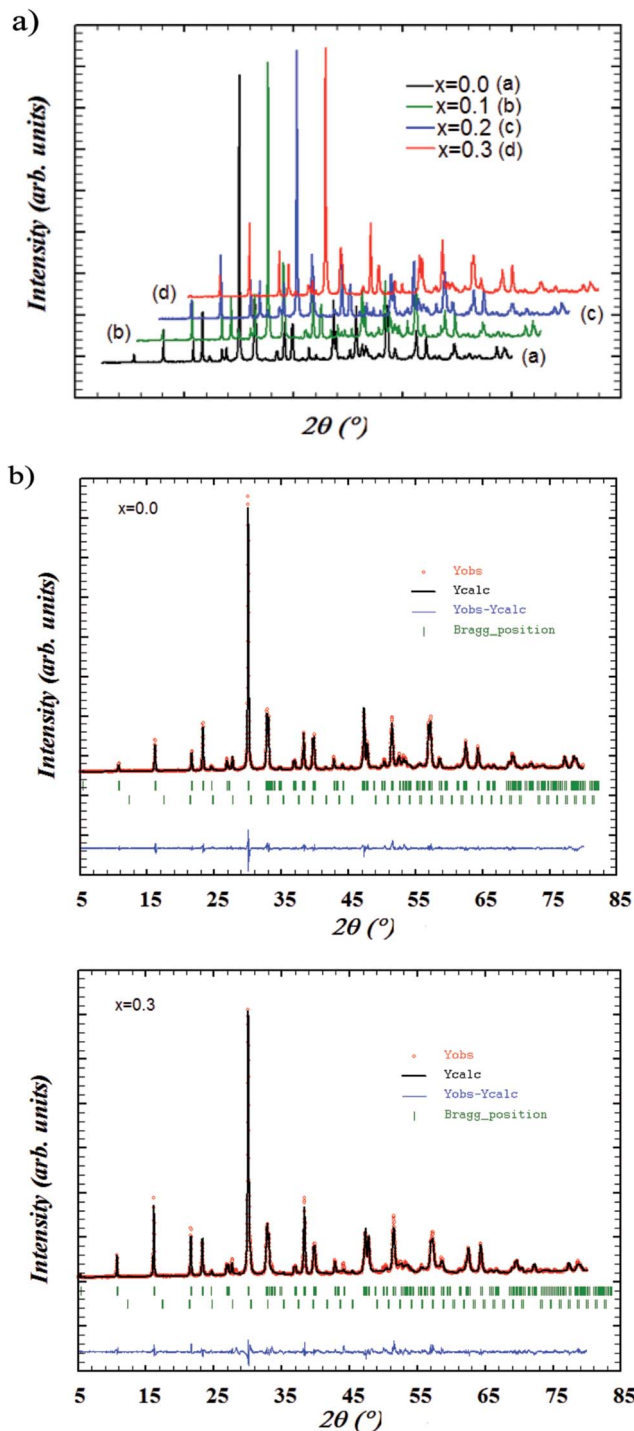 a)
Intensity (arb. units)
x=0.0 (a)
x=0.1 (b)
x=0.2 (c)
x=0.3 (d)
(d)
(c)
(b)
(a)
2θ (°)
b)
Intensity (arb. units)
x=0.0
Yobs
Ycalc
Yobs-Ycalc
Bragg_position
5 15 25 35 45 55 65 75 85
2θ (°)
Intensity (arb. units)
x=0.3
Yobs
Ycalc
Yobs-Ycalc
Bragg_position
5 15 25 35 45 55 65 75 85
2θ (°)